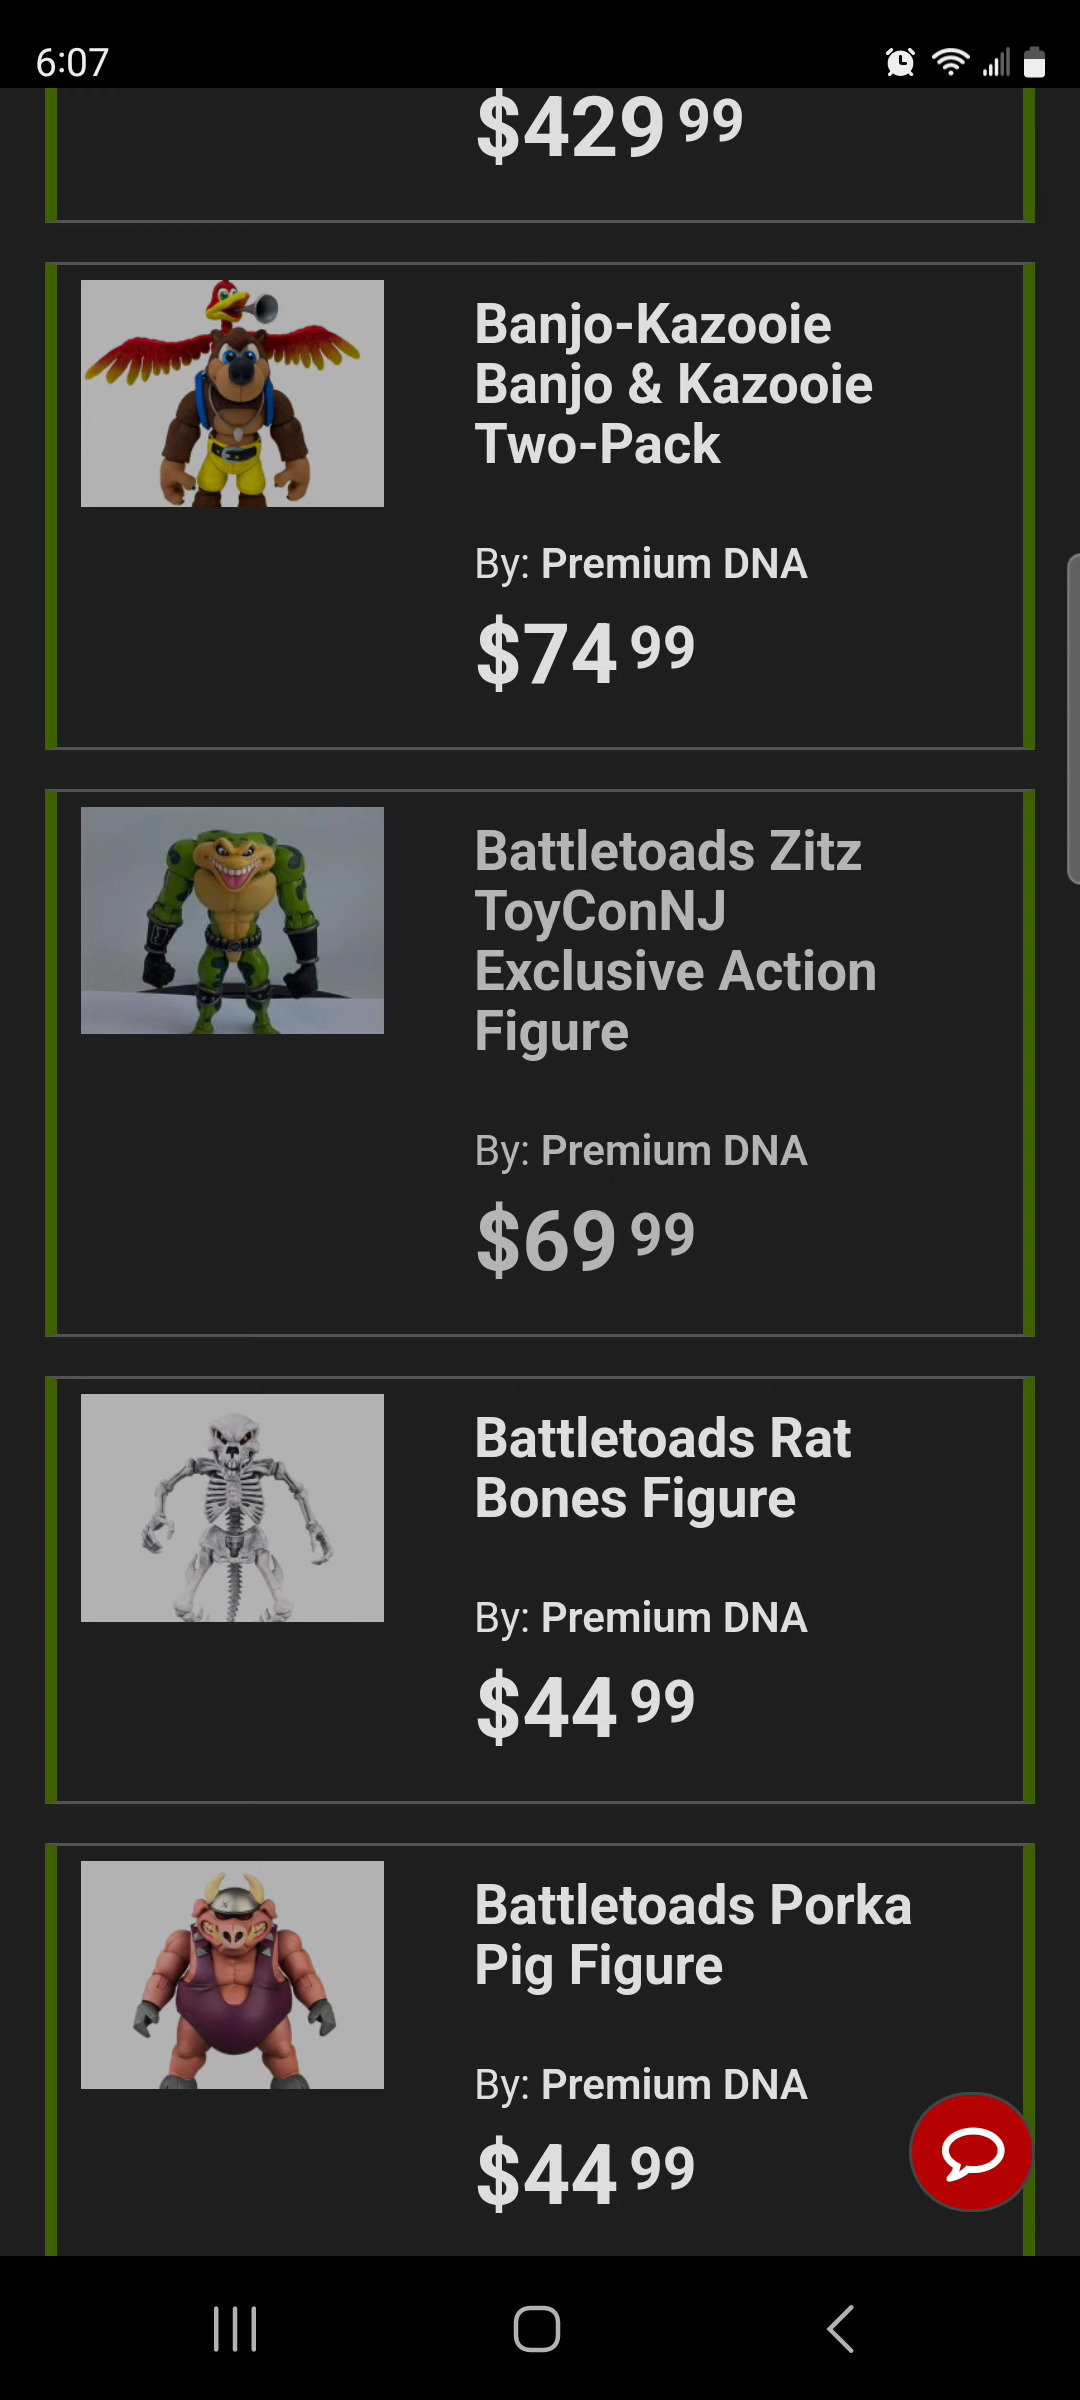 6:07
$429 99
Banjo-Kazooie
Banjo & Kazooie
Two-Pack
By: Premium DNA
$74 99
Battletoads Zitz
ToyConNJ
Exclusive Action
Figure
By: Premium DNA
$69 99
Battletoads Rat
Bones Figure
By: Premium DNA
$44 99
Battletoads Porka
Pig Figure
By: Premium DNA
$44 99